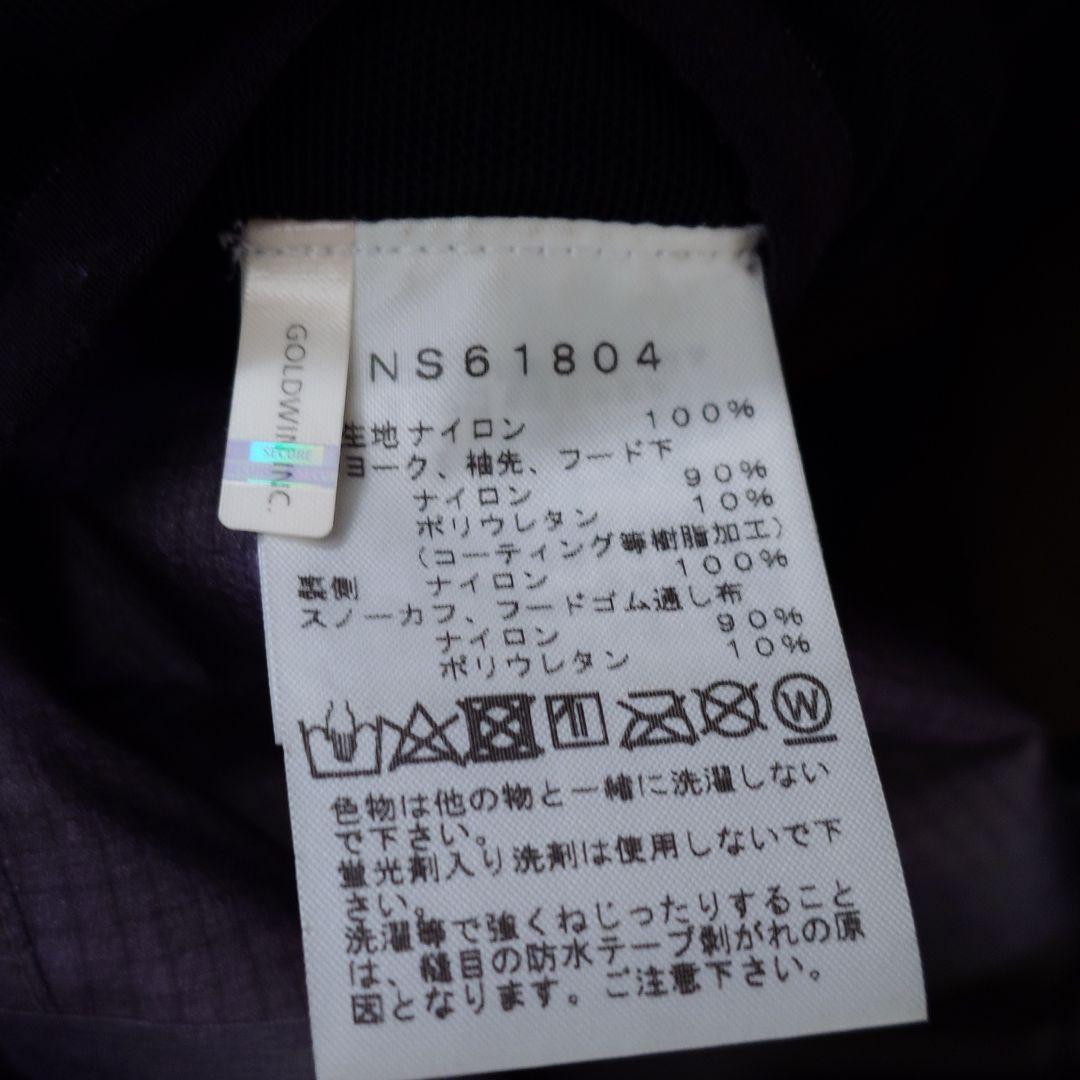 GOLDWIN INC.
SECURE
NS61804
生地 ナイロン 100%
ヨーク、袖先、フード下
ナイロン 90%
ポリウレタン 10%
(コーティング等樹脂加工)
裏側 ナイロン 100%
スノーカフ、フードゴム通し布
ナイロン 90%
ポリウレタン 10%
W
色物は他の物と一緒に洗濯しない
で下さい。
蛍光剤入り洗剤は使用しないで下
さい。
洗濯等で強くねじったりすること
は、縫目の防水テープ剥がれの原
因となります。ご注意下さい。